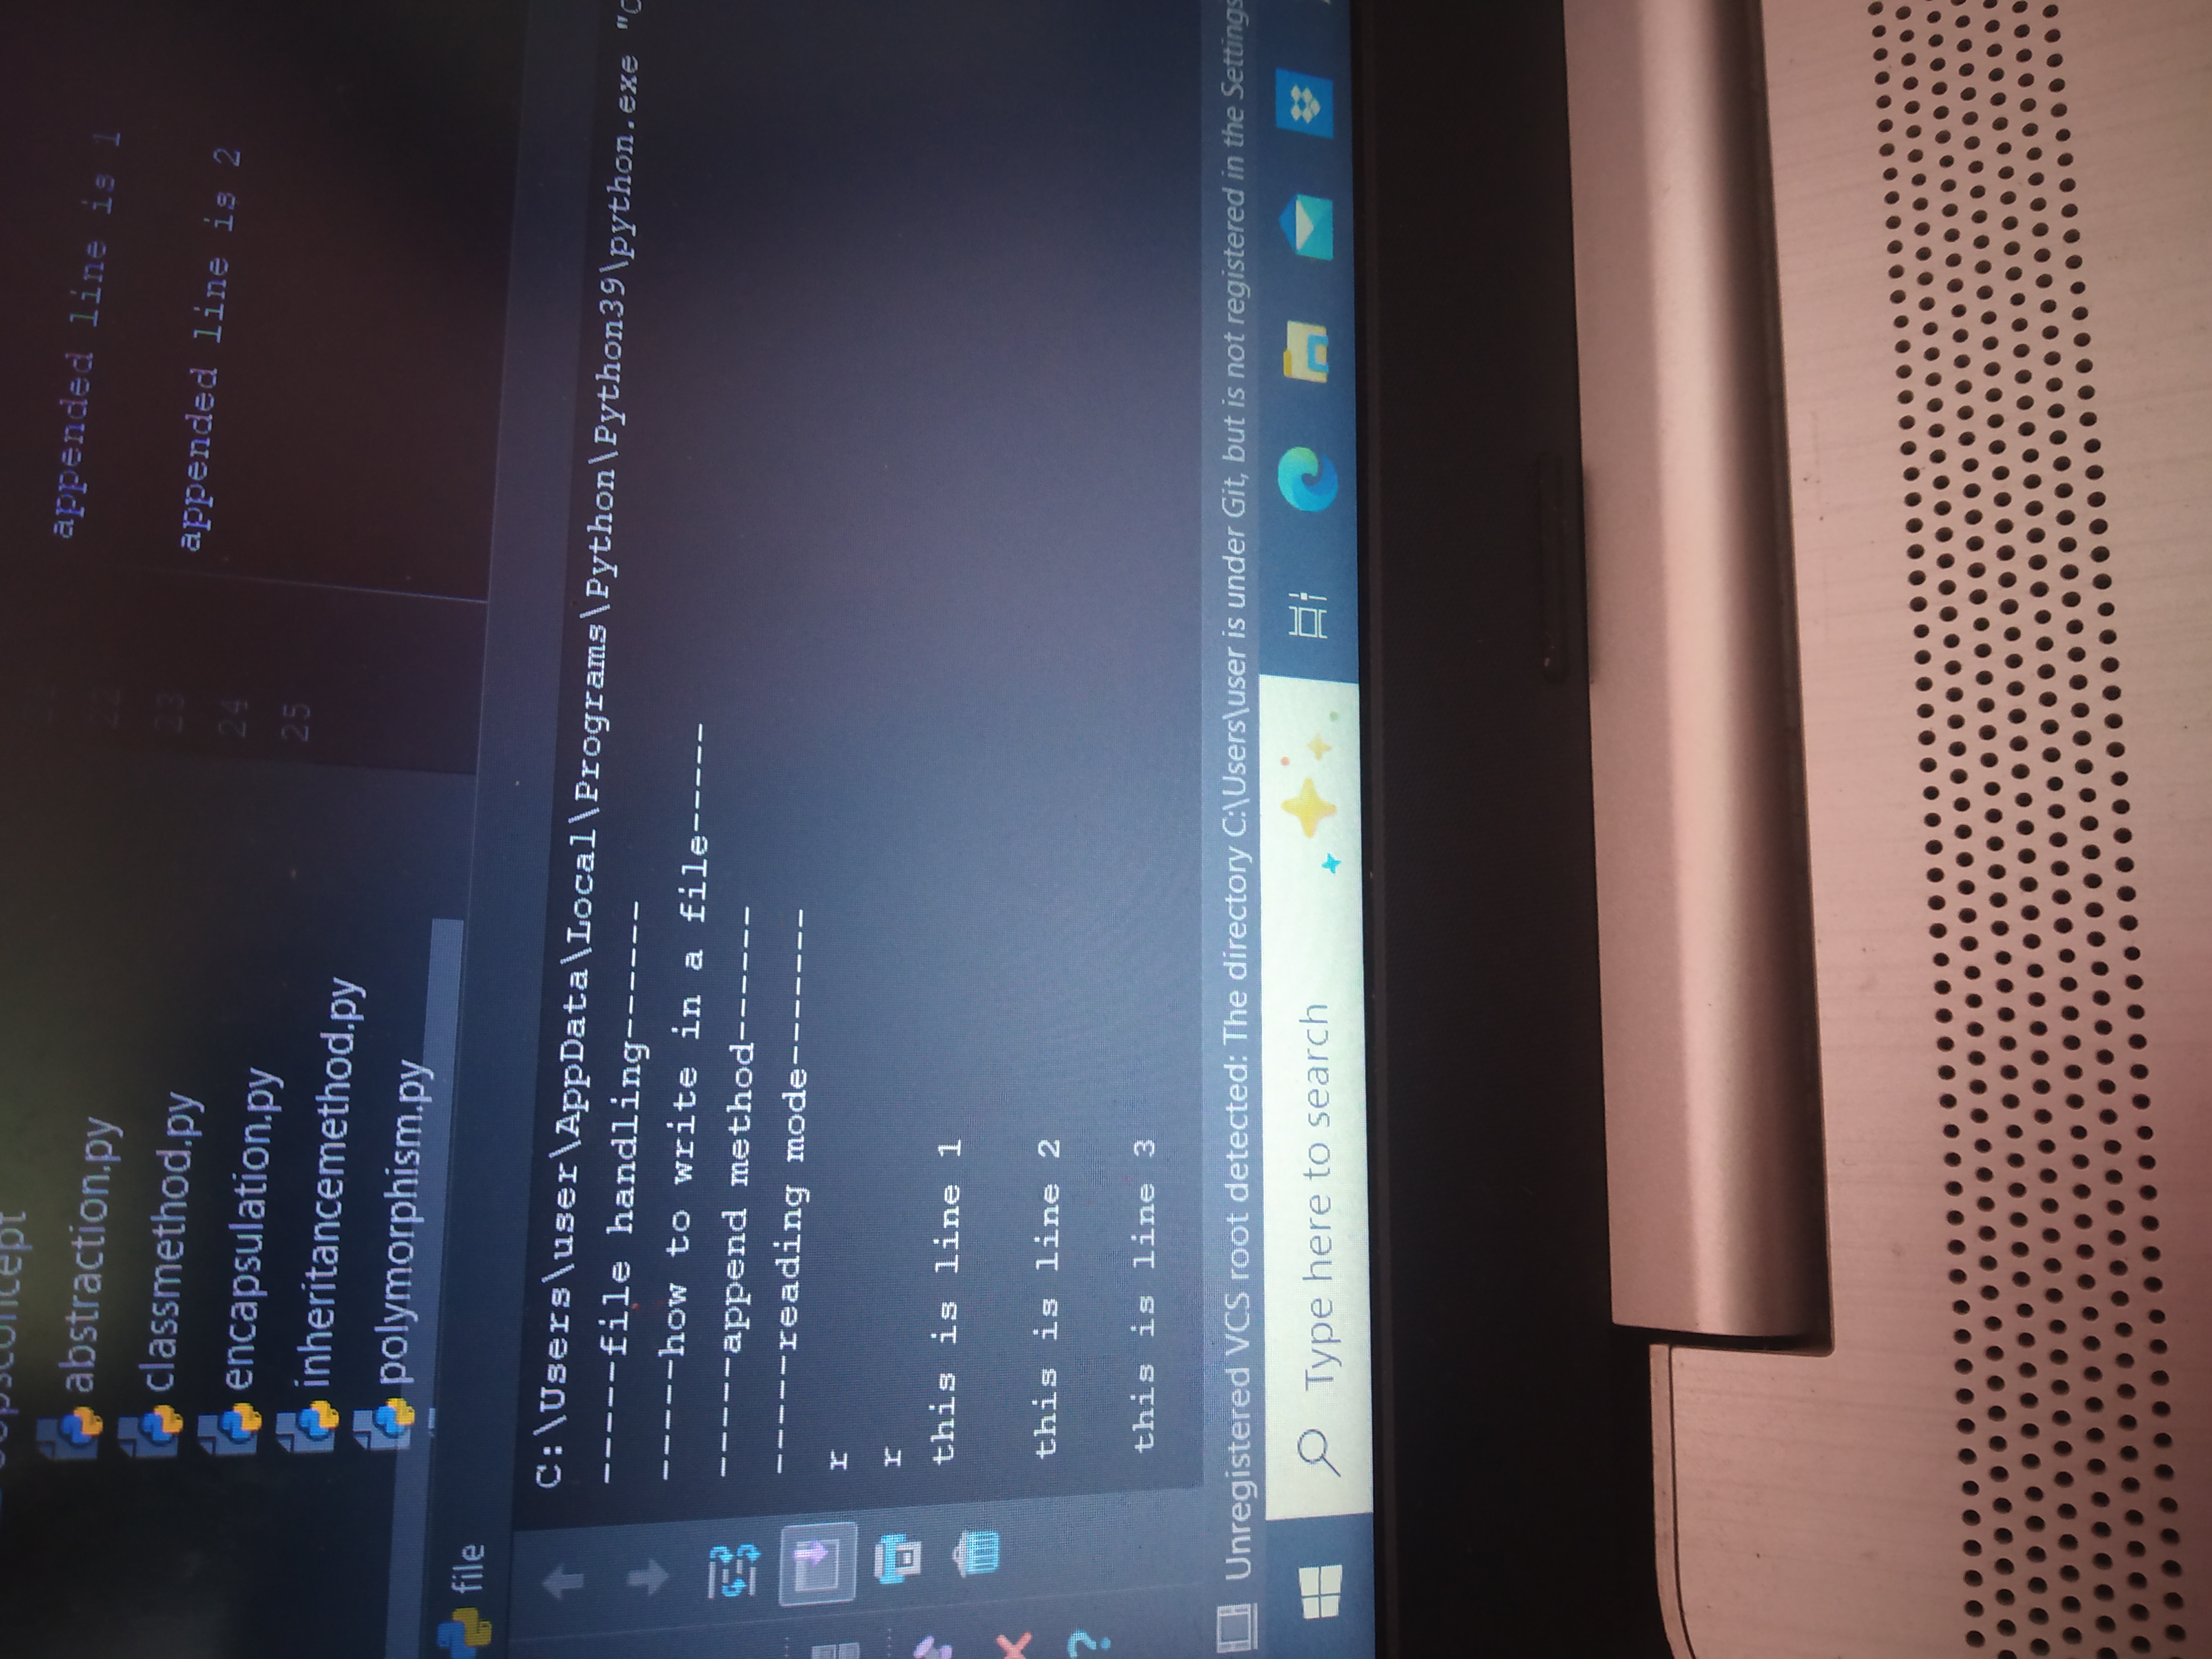 abstraction.py
classmethod.py
encapsulation.py
inheritancemethod.py
polymorphism.py
appended line is 1
22
23
24
25
appended line is 2
file
C:\Users\user\AppData\Local\Programs\Python\Python39\python.exe "C
-----file handling------
-----how to write in a file-----
-----append method------
-----reading mode-------
r
r
this is line 1
this is line 2
this is line 3
Unregistered VCS root detected: The directory C:\Users\user is under Git, but is not registered in the Settings
Type here to search